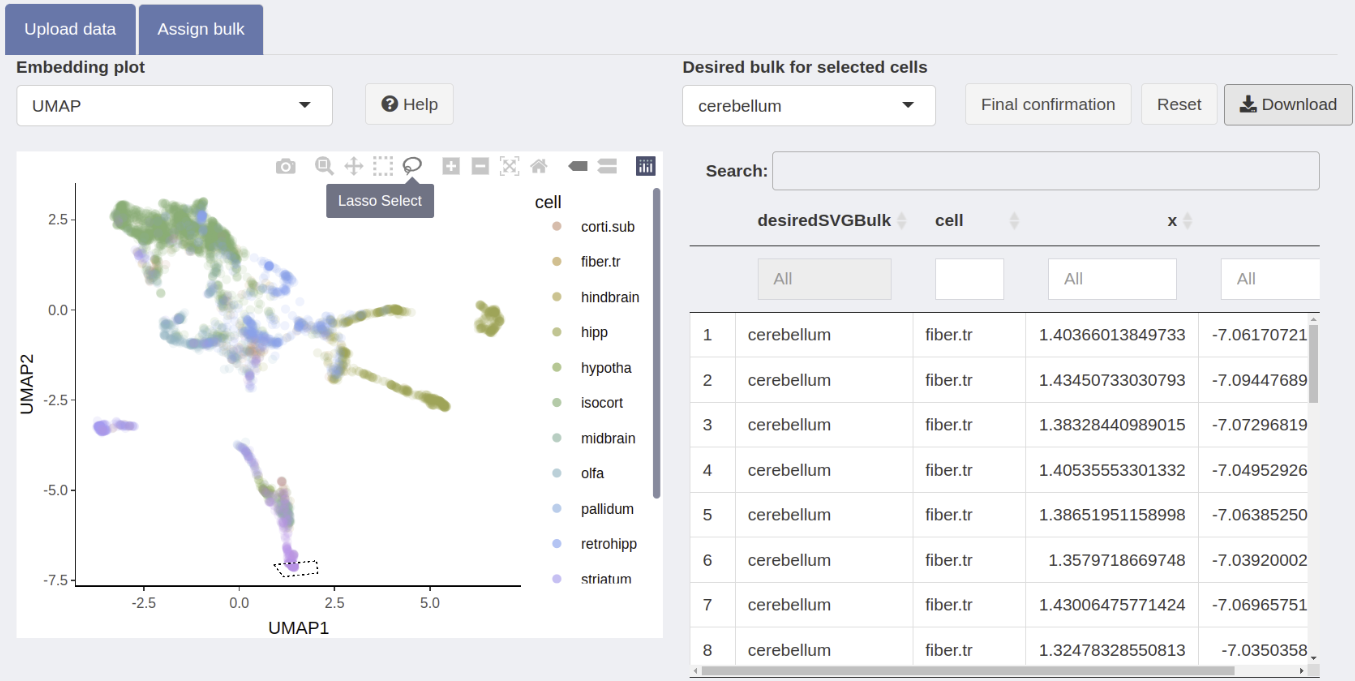 Upload data
Assign bulk
Embedding plot
UMAP
Help
Desired bulk for selected cells
cerebellum
Final confirmation
Reset
Download
Lasso Select
UMAP2
2.5
0.0
-2.5
-5.0
-7.5
-2.5 0.0 2.5 5.0
UMAP1
cell
corti.sub
fiber.tr
hindbrain
hipp
hypotha
isocort
midbrain
olfa
pallidum
retrohipp
striatum
Search:
desiredSVGBulk cell x
All All All
1 cerebellum fiber.tr 1.40366013849733 -7.06170721
2 cerebellum fiber.tr 1.43450733030793 -7.09447689
3 cerebellum fiber.tr 1.38328440989015 -7.07296819
4 cerebellum fiber.tr 1.40535553301332 -7.04952926
5 cerebellum fiber.tr 1.38651951158998 -7.06385250
6 cerebellum fiber.tr 1.3579718669748 -7.03920002
7 cerebellum fiber.tr 1.43006475771424 -7.06965751
8 cerebellum fiber.tr 1.32478328550813 -7.0350358